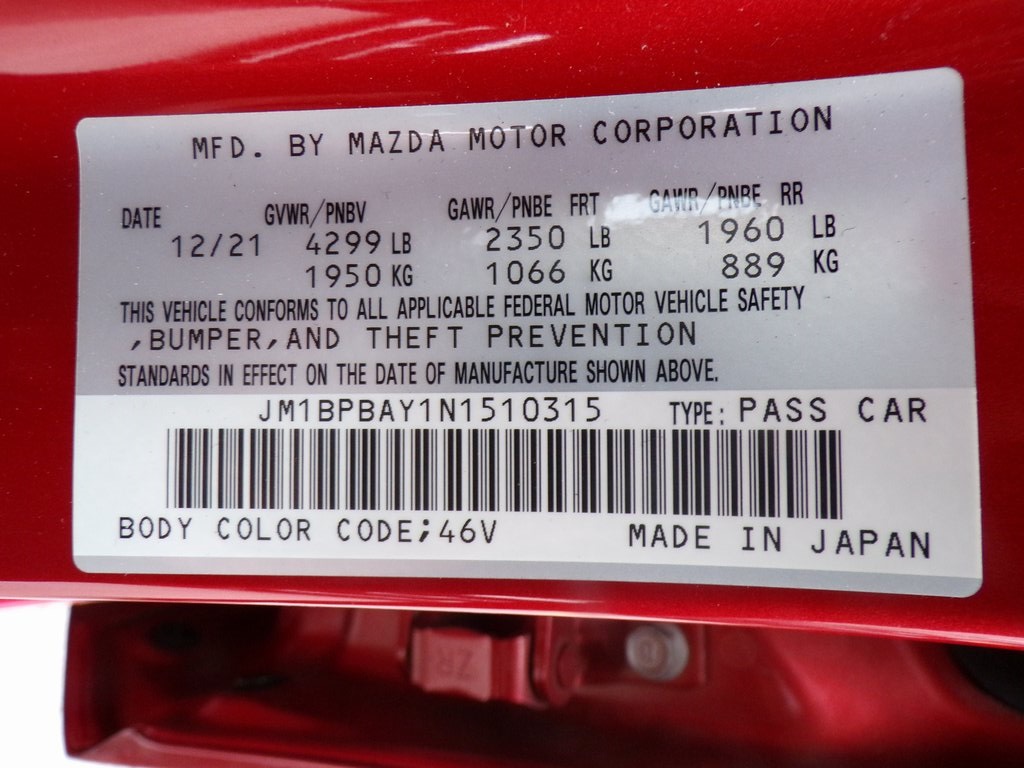 MFD. BY MAZDA MOTOR CORPORATION
DATE GVWR/PNBV GAWR/PNBE FRT GAWR/PNBE RR
12/21 4299 LB 2350 LB 1960 LB
1950 KG 1066 KG 889 KG
THIS VEHICLE CONFORMS TO ALL APPLICABLE FEDERAL MOTOR VEHICLE SAFETY
,BUMPER,AND THEFT PREVENTION
STANDARDS IN EFFECT ON THE DATE OF MANUFACTURE SHOWN ABOVE.
JM1BPBAY1N1510315 TYPE: PASS CAR
BODY COLOR CODE;46V MADE IN JAPAN